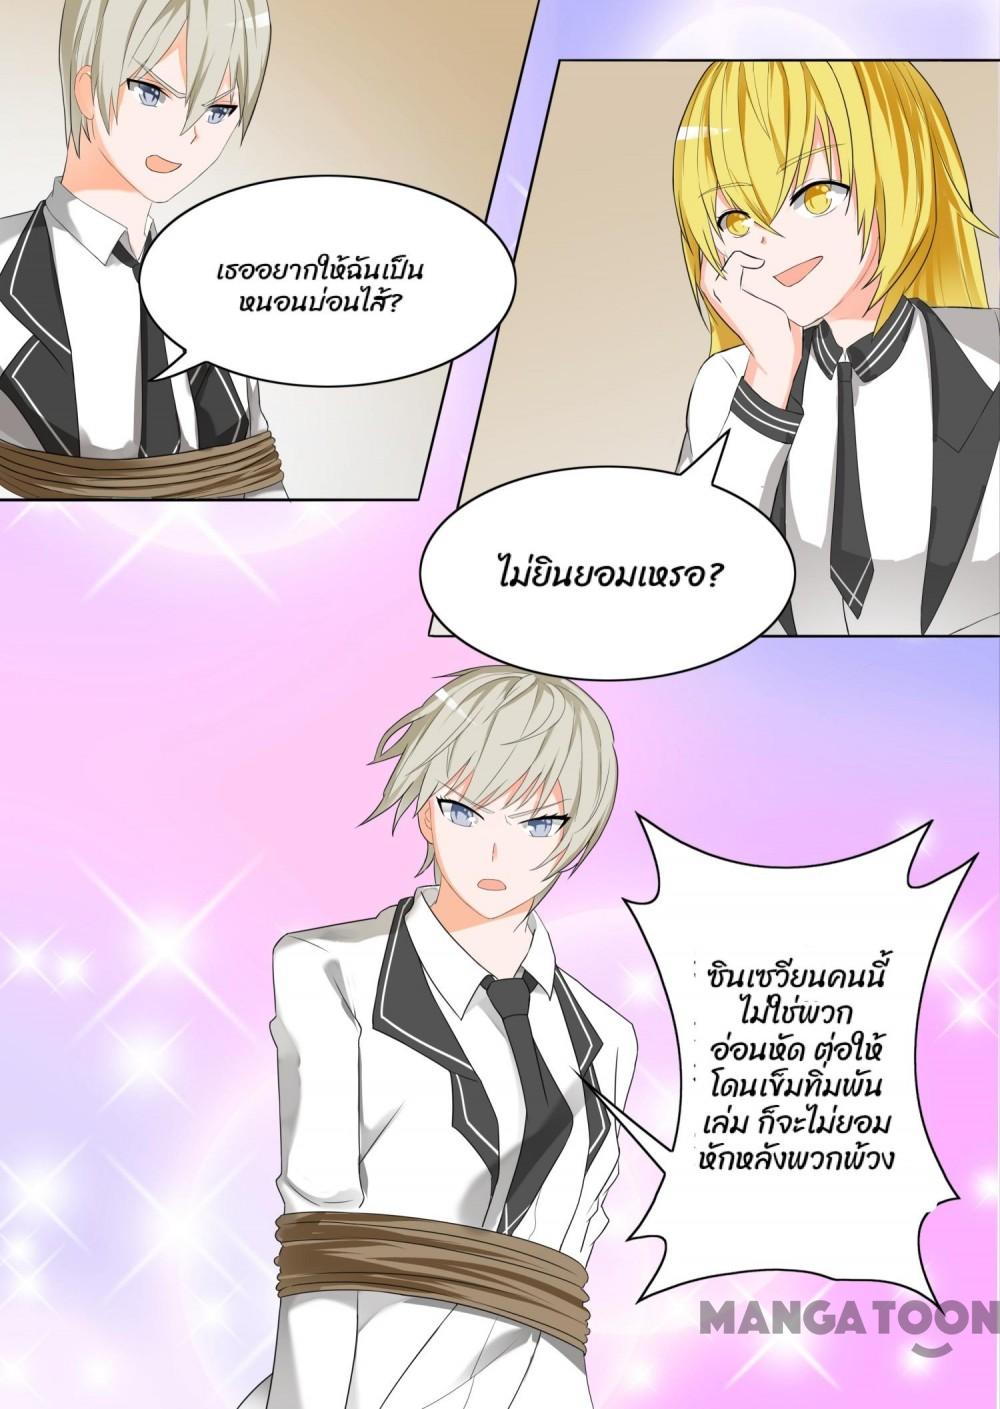 เธออยากให้ฉันเป็น
หนอนบ่อนไส้?
ไม่ยินยอมเหรอ?
ซินเซวียนคนนี้
ไม่ใช่พวก
อ่อนหัด ต่อให้
โดนเข็มทิ่มพัน
เล่ม ก็จะไม่ยอม
หักหลังพวกพ้วง
MANGATOON